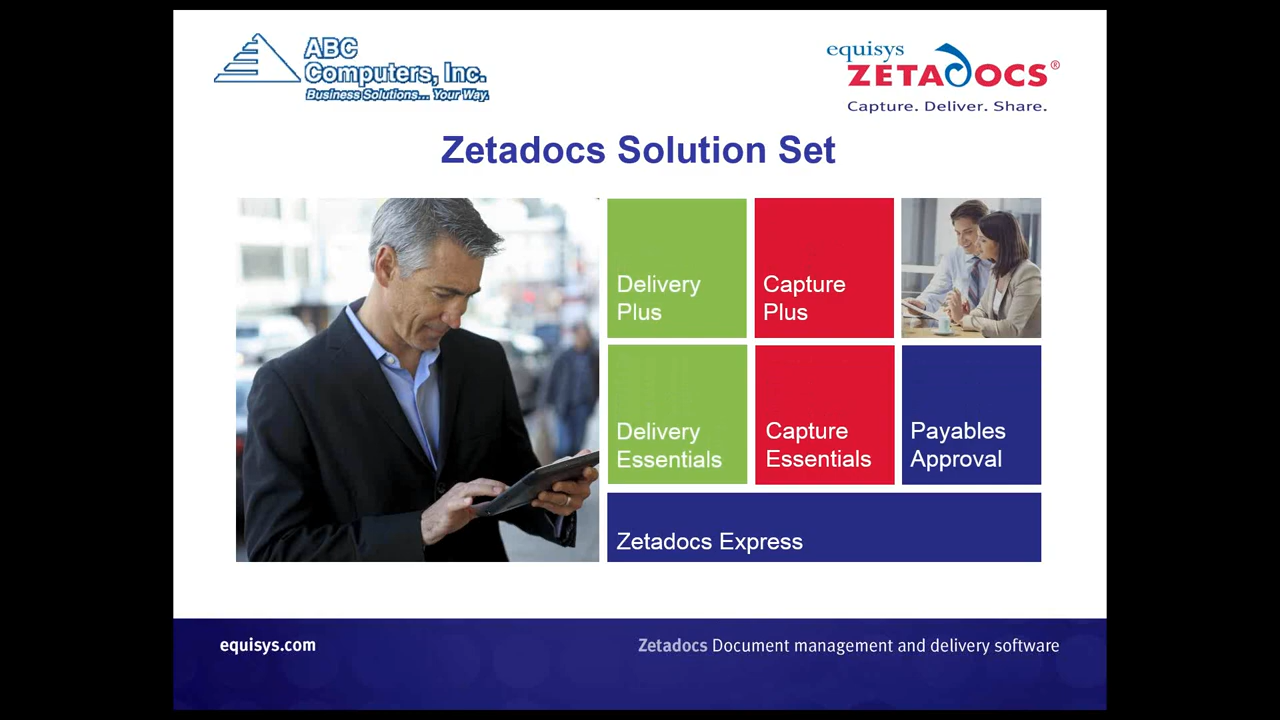 ABC
Computers, Inc.
Business Solutions... Your Way.
equisys
ZETADOCS®
Capture. Deliver. Share.
Zetadocs Solution Set
Delivery
Plus
Capture
Plus
Delivery
Essentials
Capture
Essentials
Payables
Approval
Zetadocs Express
equisys.com
Zetadocs Document management and delivery software